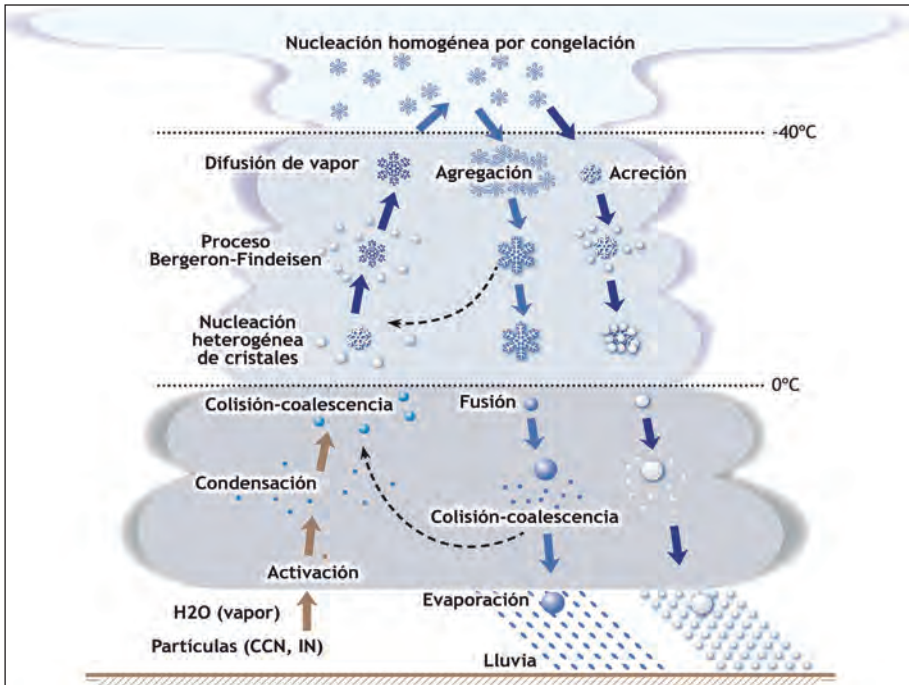 Nucleación homogénea por congelación
-40ºC
Difusión de vapor
Agregación
Acreción
Proceso
Bergeron-Findeisen
Nucleación
heterogénea
de cristales
0ºC
Colisión-coalescencia
Fusión
Condensación
Colisión-coalescencia
Activación
H2O (vapor)
Evaporación
Partículas (CCN, IN)
Lluvia